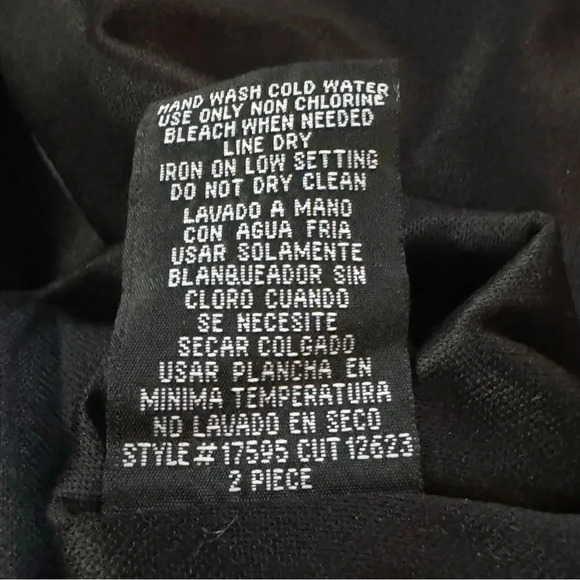 HAND WASH COLD WATER
USE ONLY NON CHLORINE
BLEACH WHEN NEEDED
LINE DRY
IRON ON LOW SETTING
DO NOT DRY CLEAN
LAVADO A MANO
CON AGUA FRIA
USAR SOLAMENTE
BLANQUEADOR SIN
CLORO CUANDO
SE NECESITE
SECAR COLGADO
USAR PLANCHA EN
MINIMA TEMPERATURA
NO LAVADO EN SECO
STYLE# 17595 CUT 12623
2 PIECE